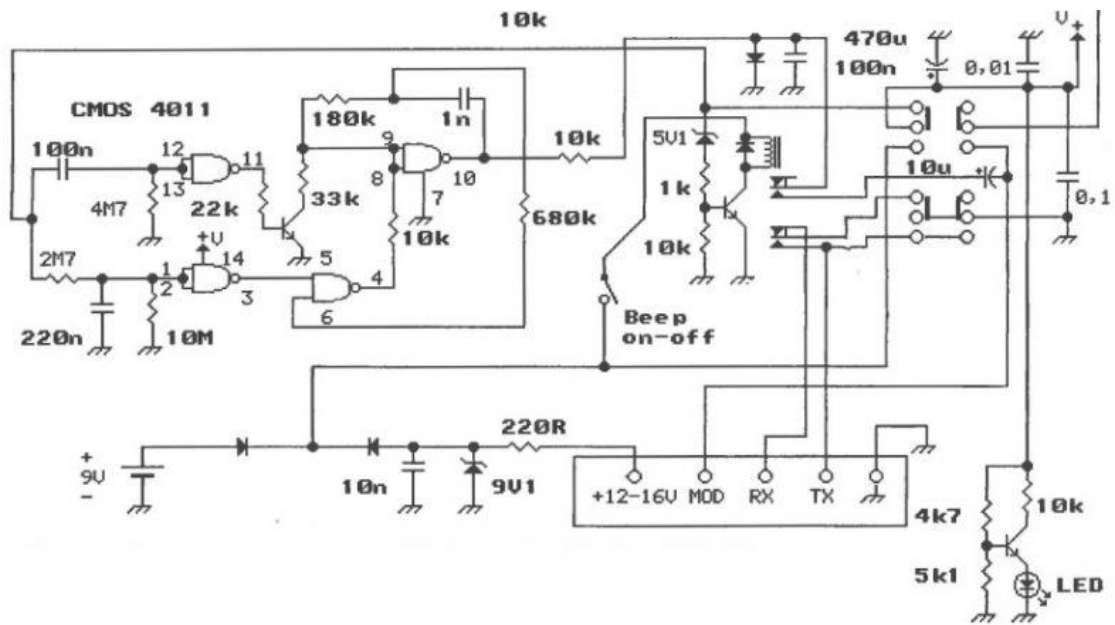 10k
470u
V +
100n
0,01
CMOS 4011
180k
1n
100n
12
11
9
10k
5V1
13
8
10
10u
22k
33k
7
1k
4M7
680k
0,1
+V
10k
10k
2M7
14
5
1
4
2
3
6
Beep
on-off
220n
10M
220R
+
9V
-
10n
9V1
+12-16V MOD RX TX
4k7
10k
5k1
LED